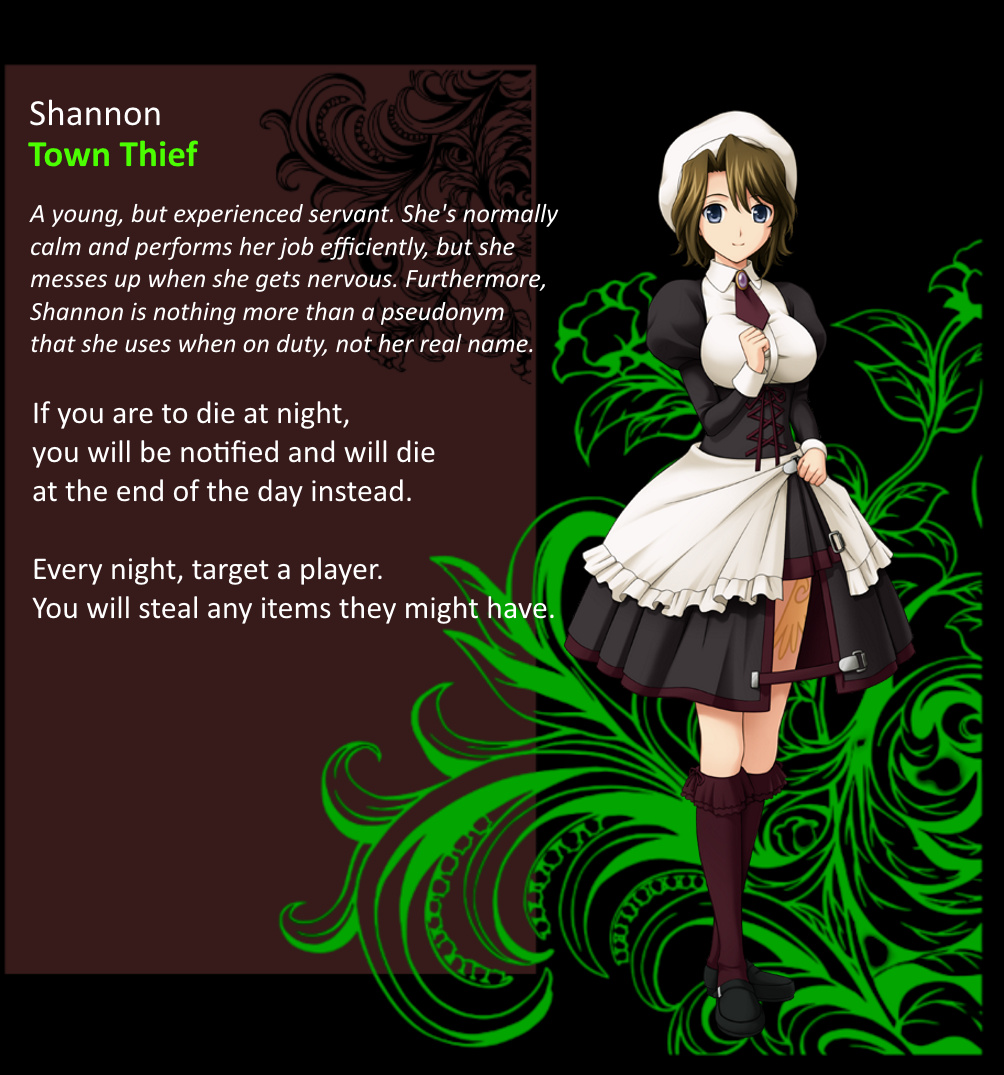 Shannon
Town Thief
A young, but experienced servant. She's normally
calm and performs her job efficiently, but she
messes up when she gets nervous. Furthermore,
Shannon is nothing more than a pseudonym
that she uses when on duty, not her real name.
If you are to die at night,
you will be notified and will die
at the end of the day instead.
Every night, target a player.
You will steal any items they might have.